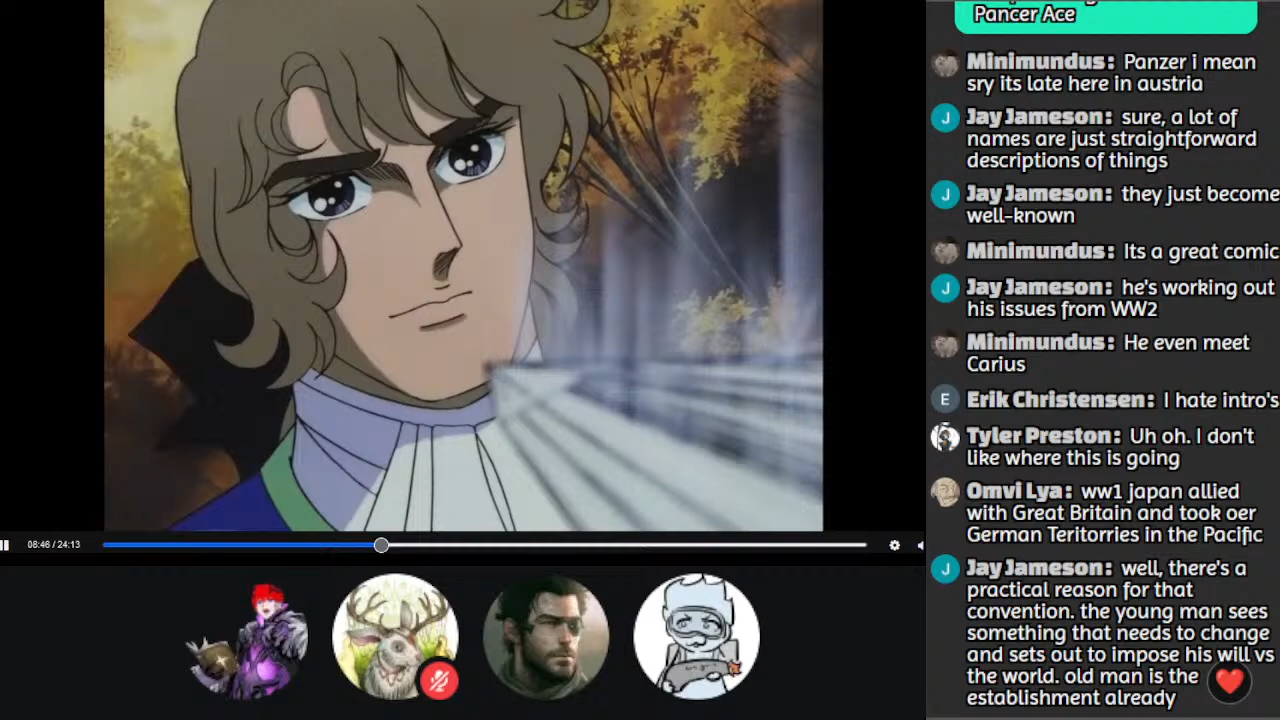 Pancer Ace
Minimundus: Panzer i mean
sry its late here in austria
J
Jay Jameson: sure, a lot of
names are just straightforward
descriptions of things
J
Jay Jameson: they just become
well-known
Minimundus: Its a great comic
J
Jay Jameson: he's working out
his issues from WW2
Minimundus: He even meet
Carius
E
Erik Christensen: I hate intro's
Tyler Preston: Uh oh. I don't
like where this is going
Omvi Lya: ww1 japan allied
with Great Britain and took oer
German Teritorries in the Pacific
J
Jay Jameson: well, there's a
practical reason for that
convention. the young man sees
something that needs to change
and sets out to impose his will vs
the world. old man is the
establishment already
08:46 / 24:13